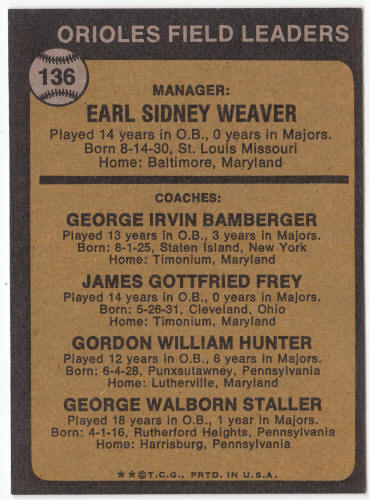 ORIOLES FIELD LEADERS
136
MANAGER:
EARL SIDNEY WEAVER
Played 14 years in O.B., 0 years in Majors.
Born 8-14-30, St. Louis Missouri
Home: Baltimore, Maryland
COACHES:
GEORGE IRVIN BAMBERGER
Played 13 years in O.B., 3 years in Majors.
Born: 8-1-25, Staten Island, New York
Home: Timonium, Maryland
JAMES GOTTFRIED FREY
Played 14 years in O.B., 0 years in Majors.
Born: 5-26-31, Cleveland, Ohio
Home: Timonium, Maryland
GORDON WILLIAM HUNTER
Played 12 years in O.B., 6 years in Majors.
Born: 6-4-28, Punxsutawney, Pennsylvania
Home: Lutherville, Maryland
GEORGE WALBORN STALLER
Played 18 years in O.B., 1 year in Majors.
Born: 4-1-16, Rutherford Heights, Pennsylvania
Home: Harrisburg, Pennsylvania
**©T.C.G., PRTD. IN U.S.A.